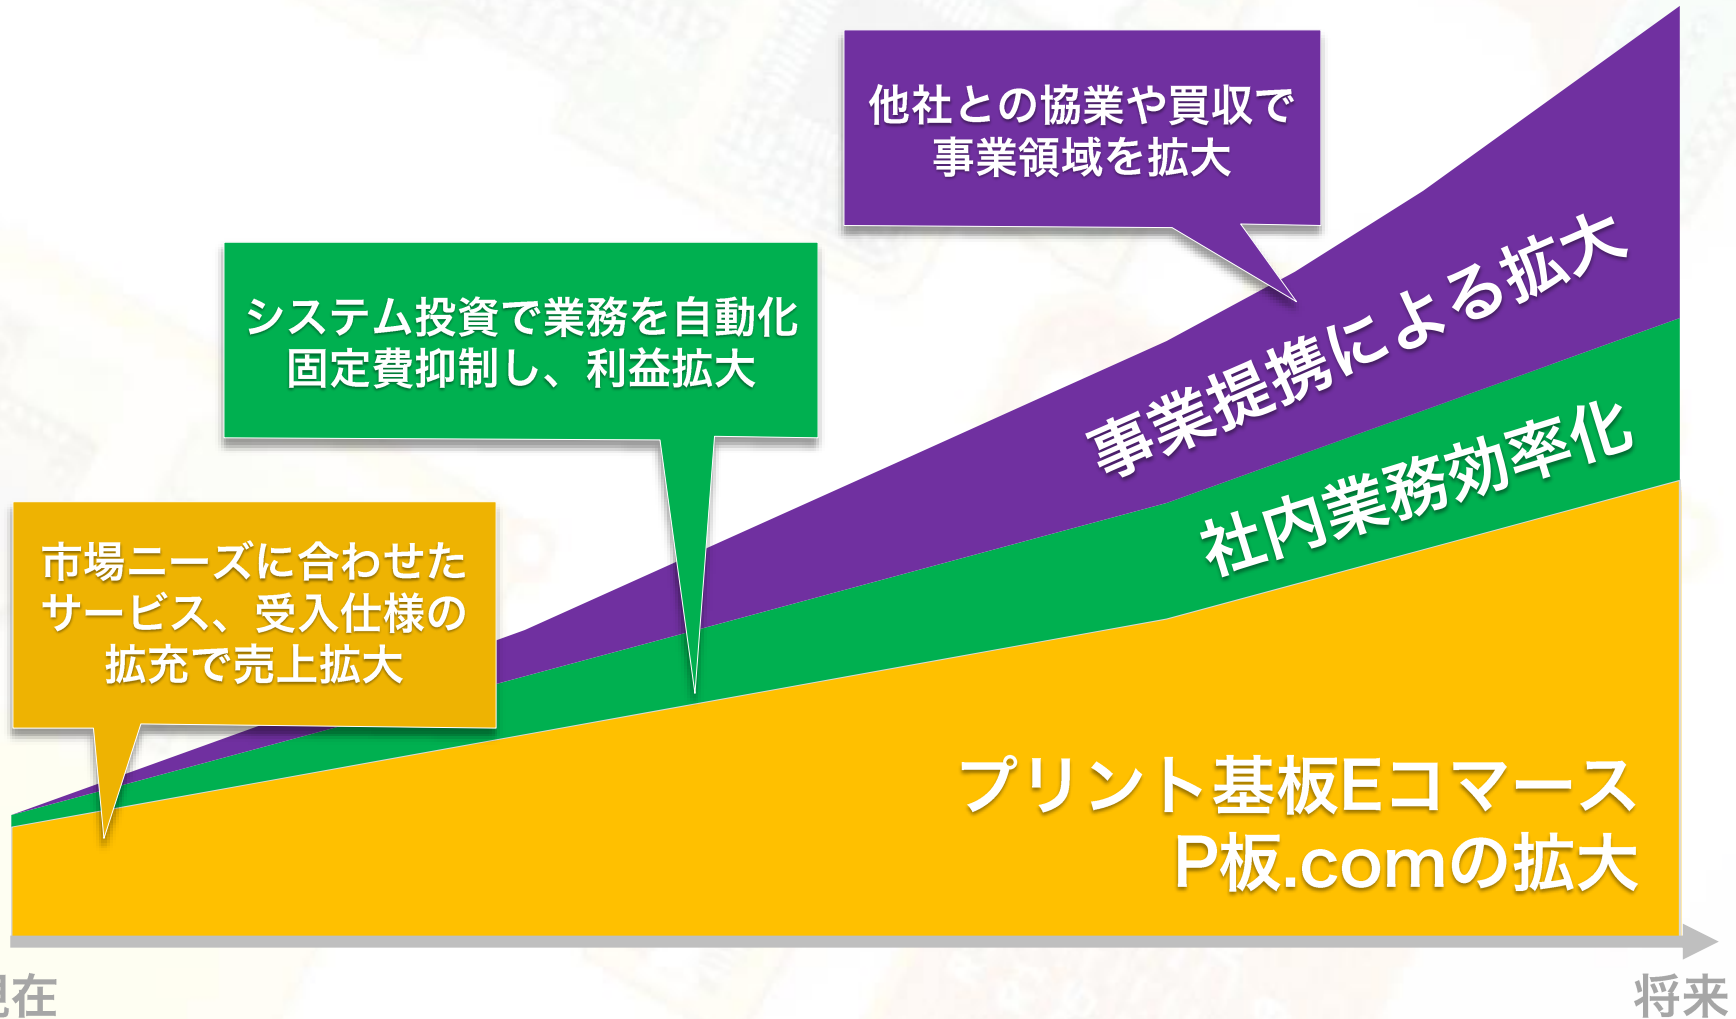 他社との協業や買収で
事業領域を拡大
システム投資で業務を自動化
固定費抑制し、利益拡大
市場ニーズに合わせた
サービス、受入仕様の
拡充で売上拡大
事業提携による拡大
社内業務効率化
プリント基板Eコマース
P板.comの拡大
現在
将来